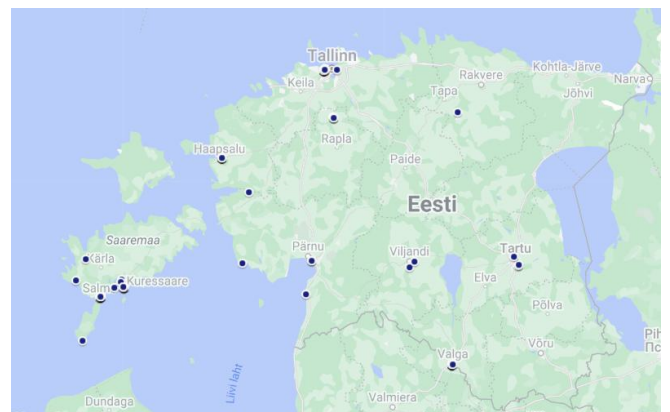 Tallinn
Keila
Kohtla-Järve
Narva
Rakvere
Jõhvi
Tapa
Rapla
Haapsalu
Paide
Eesti
Saaremaa
Pärnu
Viljandi
Tartu
Kärla
Kuressaare
Elva
Salme
Põlva
Võru
Valga
Liivi laht
Valmiera
Dundaga